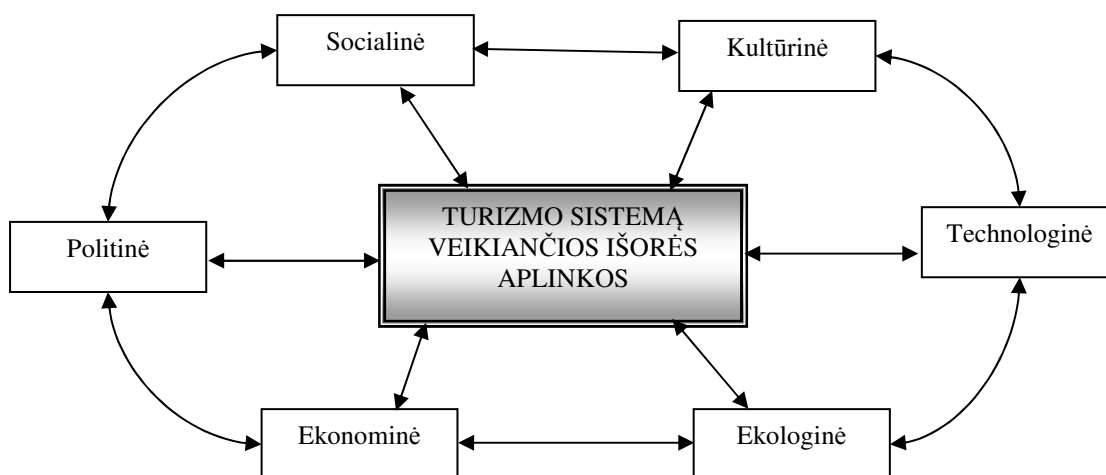 Socialinė
Kultūrinė
Politinė
TURIZMO SISTEMĄ
VEIKIANČIOS IŠORĖS
APLINKOS
Technologinė
Ekonominė
Ekologinė